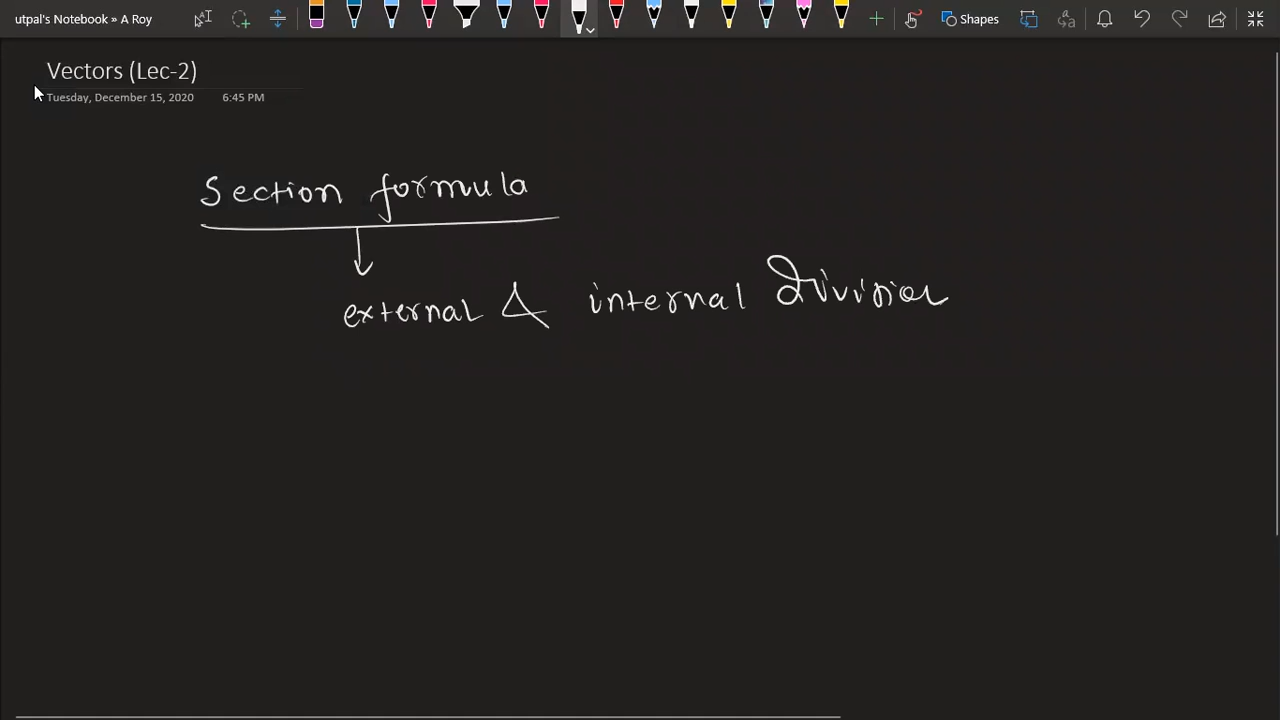 utpal's Notebook » A Roy
Shapes
Vectors (Lec-2)
Tuesday, December 15, 2020 6:45 PM
Section formula
external & internal division